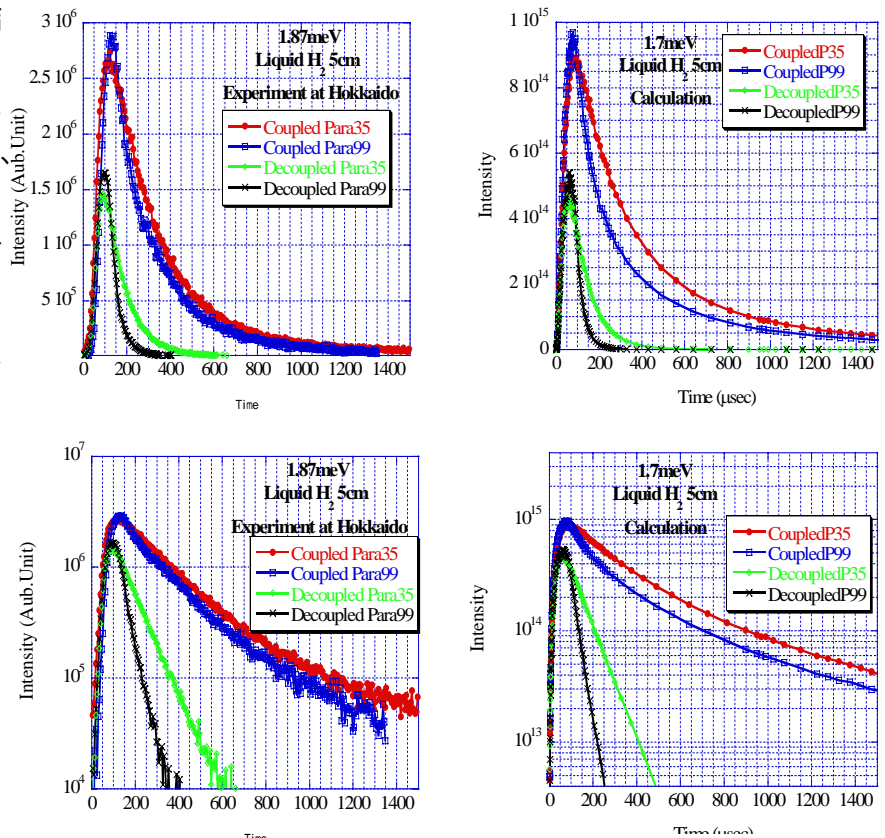 3 10⁶
2.5 10⁶
2 10⁶
1.5 10⁶
1 10⁶
5 10⁵
Intensity (Aub.Unit)
1.87meV
Liquid H₂ 5cm
Experiment at Hokkaido
Coupled Para35
Coupled Para99
Decoupled Para35
Decoupled Para99
0 200 400 600 800 1000 1200 1400
Time
1 10¹⁵
8 10¹⁴
6 10¹⁴
4 10¹⁴
2 10¹⁴
0
Intensity
1.7meV
Liquid H₂ 5cm
Calculation
CoupledP35
CoupledP99
DecoupledP35
DecoupledP99
0 200 400 600 800 1000 1200 1400
Time (μsec)
10⁷
10⁶
10⁵
10⁴
Intensity (Aub.Unit)
1.87meV
Liquid H₂ 5cm
Experiment at Hokkaido
Coupled Para35
Coupled Para99
Decoupled Para35
Decoupled Para99
0 200 400 600 800 1000 1200 1400
Time
10¹⁵
10¹⁴
10¹³
Intensity
1.7meV
Liquid H₂ 5cm
Calculation
CoupledP35
CoupledP99
DecoupledP35
DecoupledP99
0 200 400 600 800 1000 1200 1400
Time (μsec)